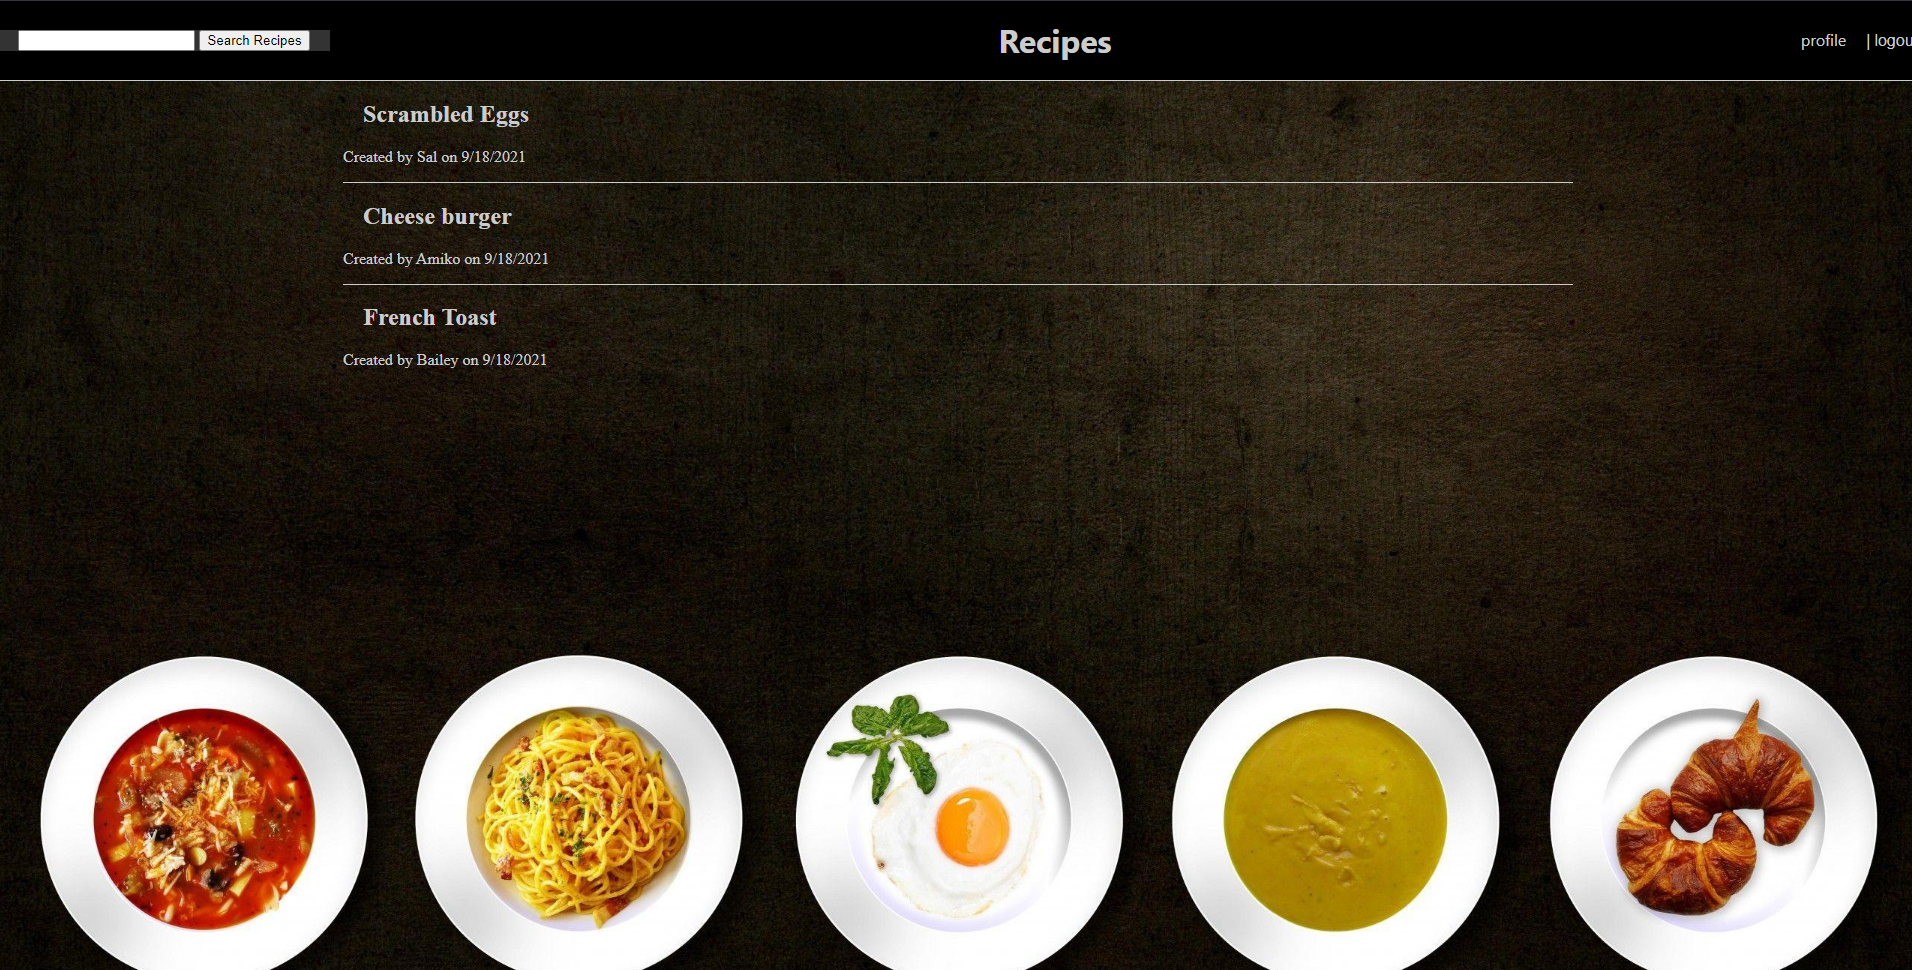 Search Recipes
Recipes
profile
| logou
Scrambled Eggs
Created by Sal on 9/18/2021
Cheese burger
Created by Amiko on 9/18/2021
French Toast
Created by Bailey on 9/18/2021